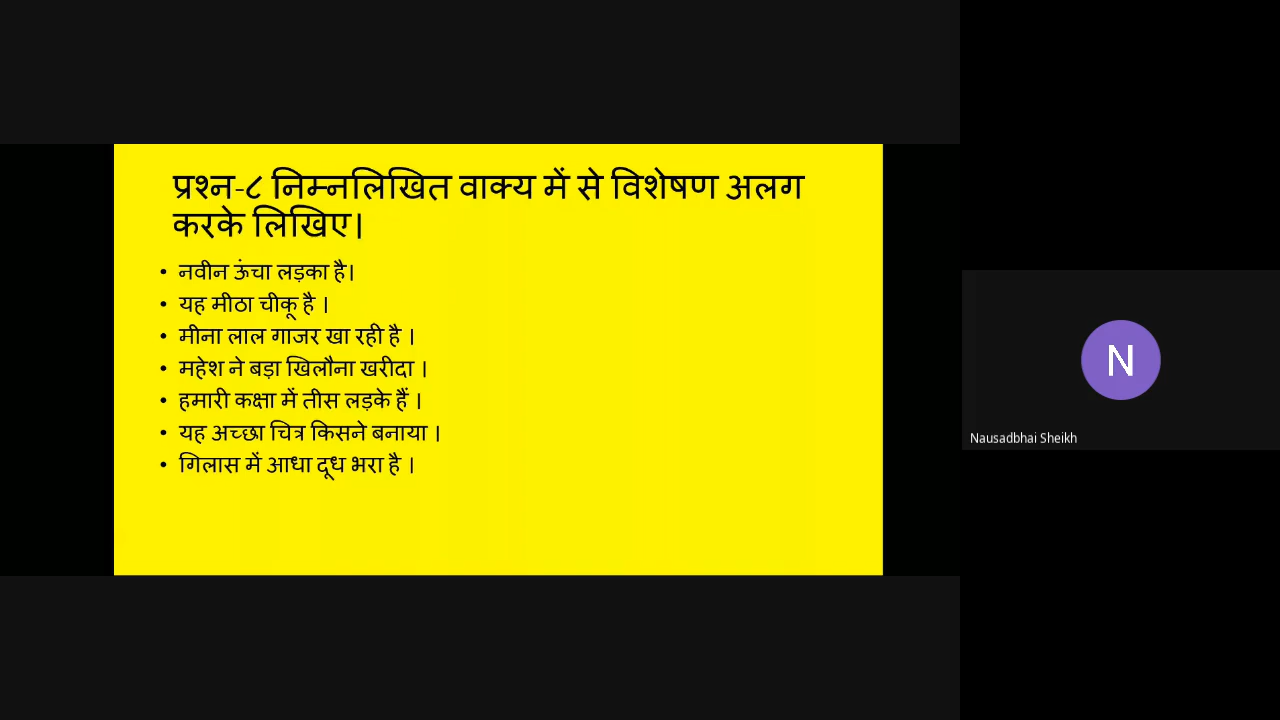 प्रश्न-८ निम्नलिखित वाक्य में से विशेषण अलग
करके लिखिए।
• नवीन ऊंचा लड़का है।
• यह मीठा चीकू है ।
• मीना लाल गाजर खा रही है ।
• महेश ने बड़ा खिलौना खरीदा ।
• हमारी कक्षा में तीस लड़के हैं ।
• यह अच्छा चित्र किसने बनाया ।
• गिलास में आधा दूध भरा है ।
N
Nausadbhai Sheikh